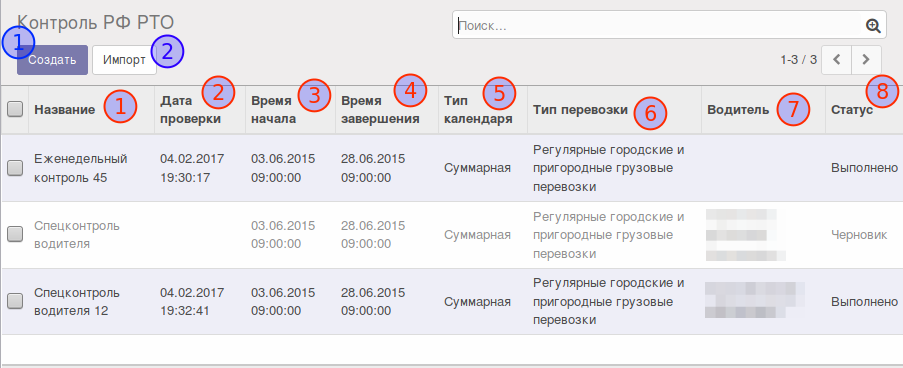 Контроль РФ РТО
Поиск...
1
Создать
Импорт
2
1-3 / 3
Название
1
Дата проверки
2
Время начала
3
Время завершения
4
Тип календаря
5
Тип перевозки
6
Водитель
7
Статус
8
Еженедельный контроль 45
04.02.2017 19:30:17
03.06.2015 09:00:00
28.06.2015 09:00:00
Суммарная
Регулярные городские и пригородные грузовые перевозки
Выполнено
Спецконтроль водителя
03.06.2015 09:00:00
28.06.2015 09:00:00
Суммарная
Регулярные городские и пригородные грузовые перевозки
Черновик
Спецконтроль водителя 12
04.02.2017 19:32:41
03.06.2015 09:00:00
28.06.2015 09:00:00
Суммарная
Регулярные городские и пригородные грузовые перевозки
Выполнено